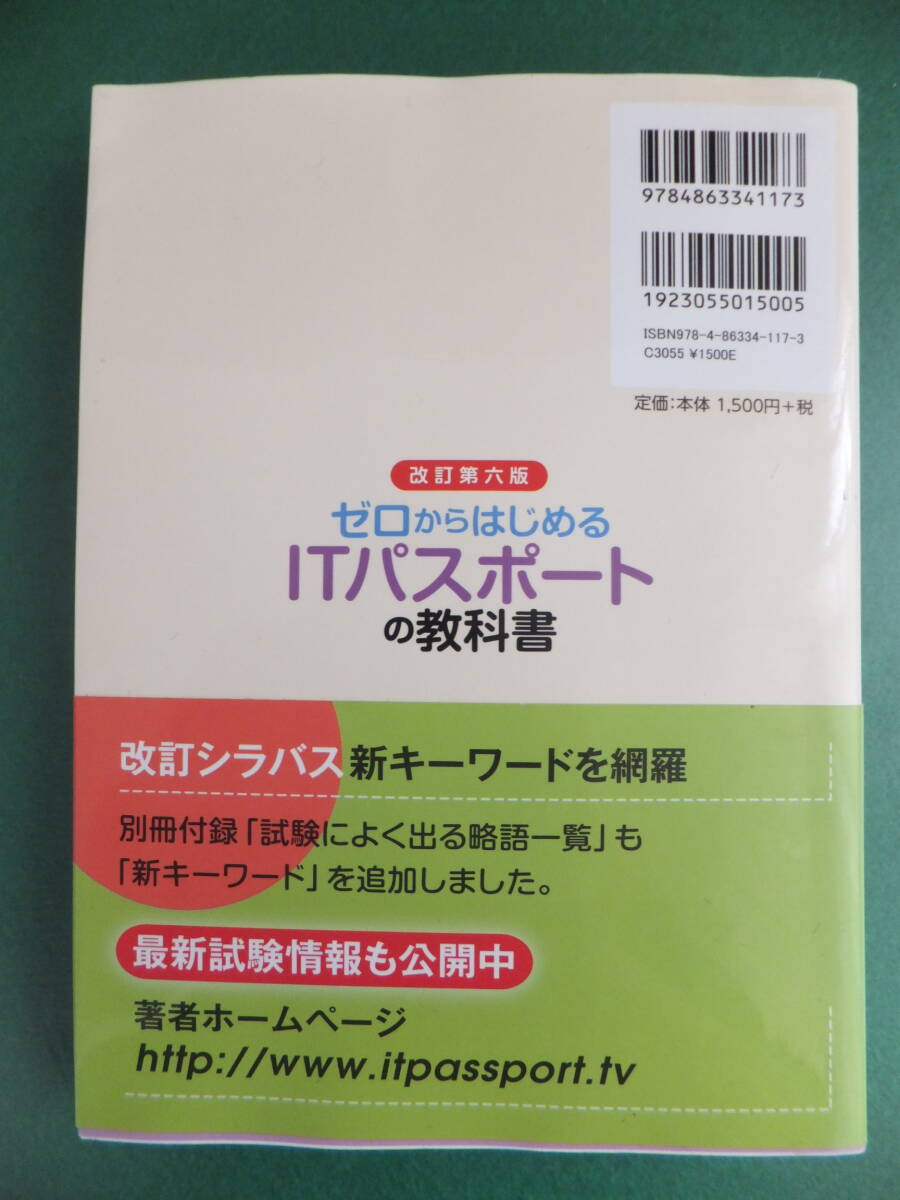 9784863341173
1923055015005
ISBN978-4-86334-117-3
C3055 ¥1500E
定価：本体 1,500円＋税
改訂第六版
ゼロからはじめる
ITパスポート
の教科書
改訂シラバス新キーワードを網羅
別冊付録「試験によく出る略語一覧」も
「新キーワード」を追加しました。
最新試験情報も公開中
著者ホームページ
http://www.itpassport.tv